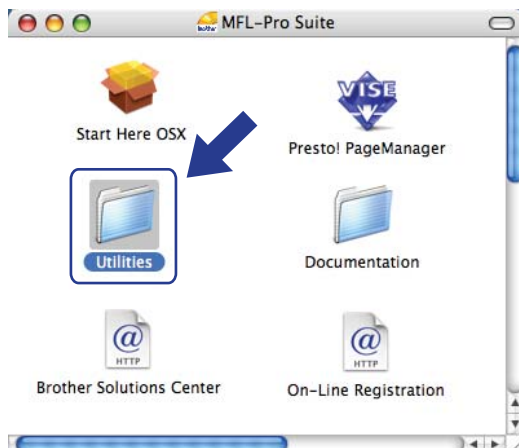 brother MFL-Pro Suite
Start Here OSX
VISE
Presto! PageManager
Utilities
Documentation
@
HTTP
@
HTTP
Brother Solutions Center
On-Line Registration